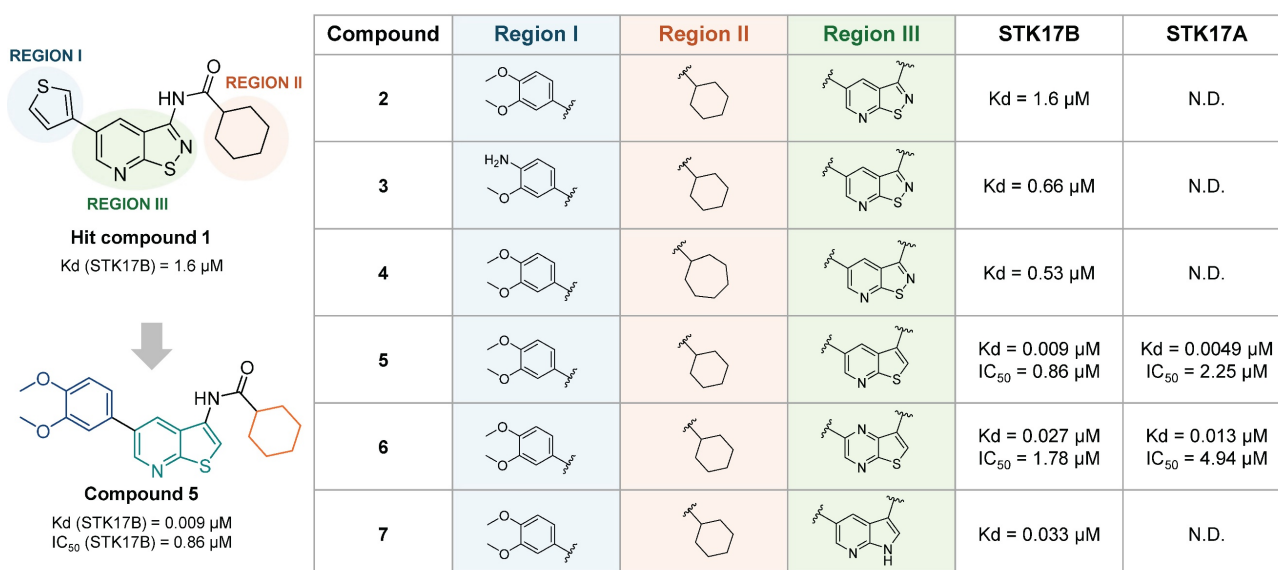 REGION I
REGION II
S
HN
O
N
N
S
REGION III
Hit compound 1
Kd (STK17B) = 1.6 µM
O
O
HN
O
N
S
Compound 5
Kd (STK17B) = 0.009 µM
IC50 (STK17B) = 0.86 µM
Compound Region I Region II Region III STK17B STK17A
2 O O N S N Kd = 1.6 µM N.D.
3 H2N O N S N Kd = 0.66 µM N.D.
4 O O N S N Kd = 0.53 µM N.D.
5 O O N S Kd = 0.009 µM Kd = 0.0049 µM
IC50 = 0.86 µM IC50 = 2.25 µM
6 O O N N S Kd = 0.027 µM Kd = 0.013 µM
IC50 = 1.78 µM IC50 = 4.94 µM
7 O O N N H Kd = 0.033 µM N.D.